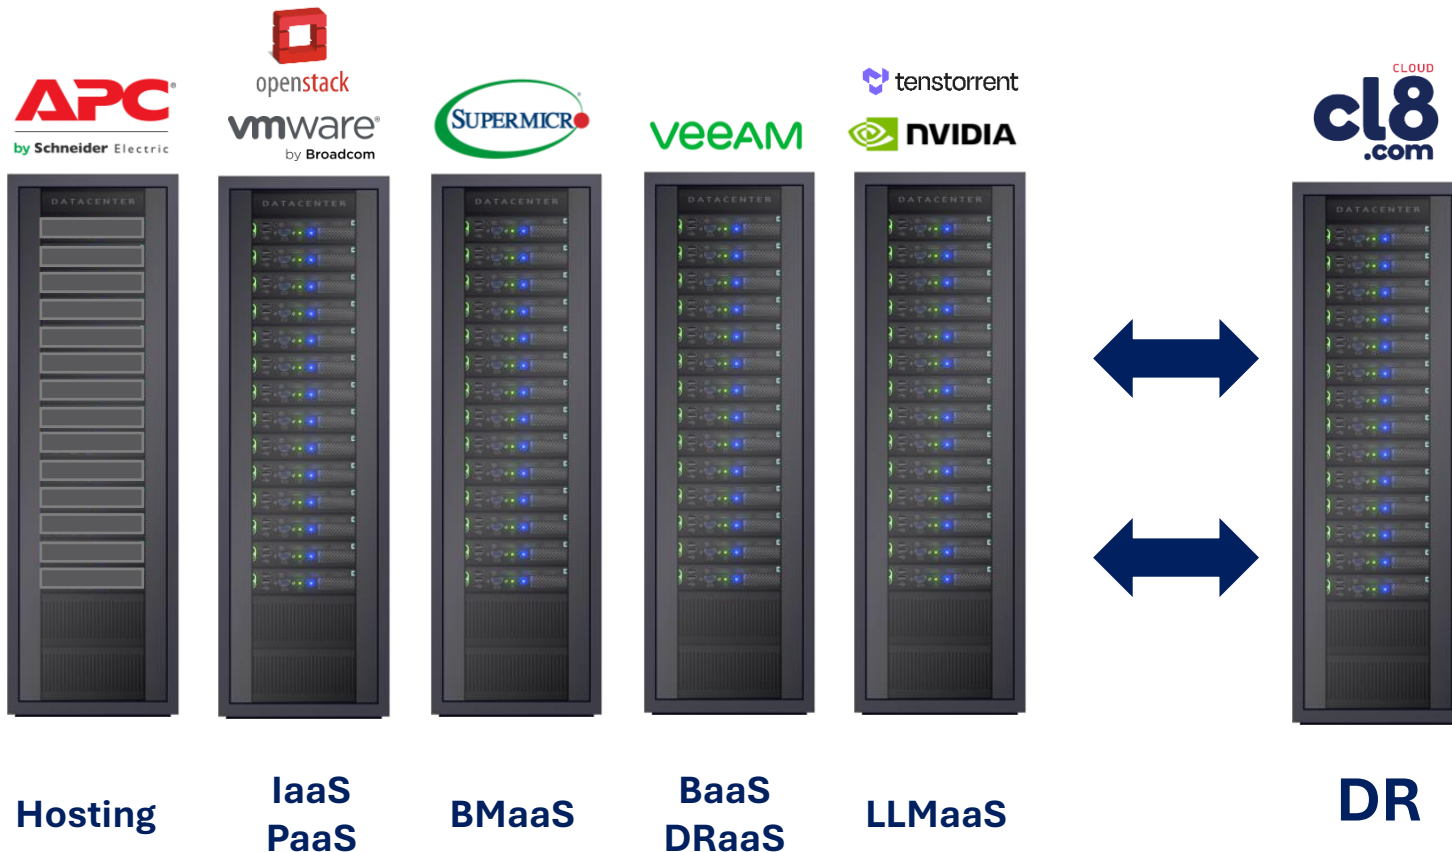 APC
by Schneider Electric
openstack
vmware®
by Broadcom
SUPERMICRO
veeAM
tenstorrent
NVIDIA
CLOUD
cl8
.com
DATACENTER
DATACENTER
DATACENTER
DATACENTER
DATACENTER
DATACENTER
Hosting
IaaS
PaaS
BMaaS
BaaS
DRaaS
LLMaaS
DR